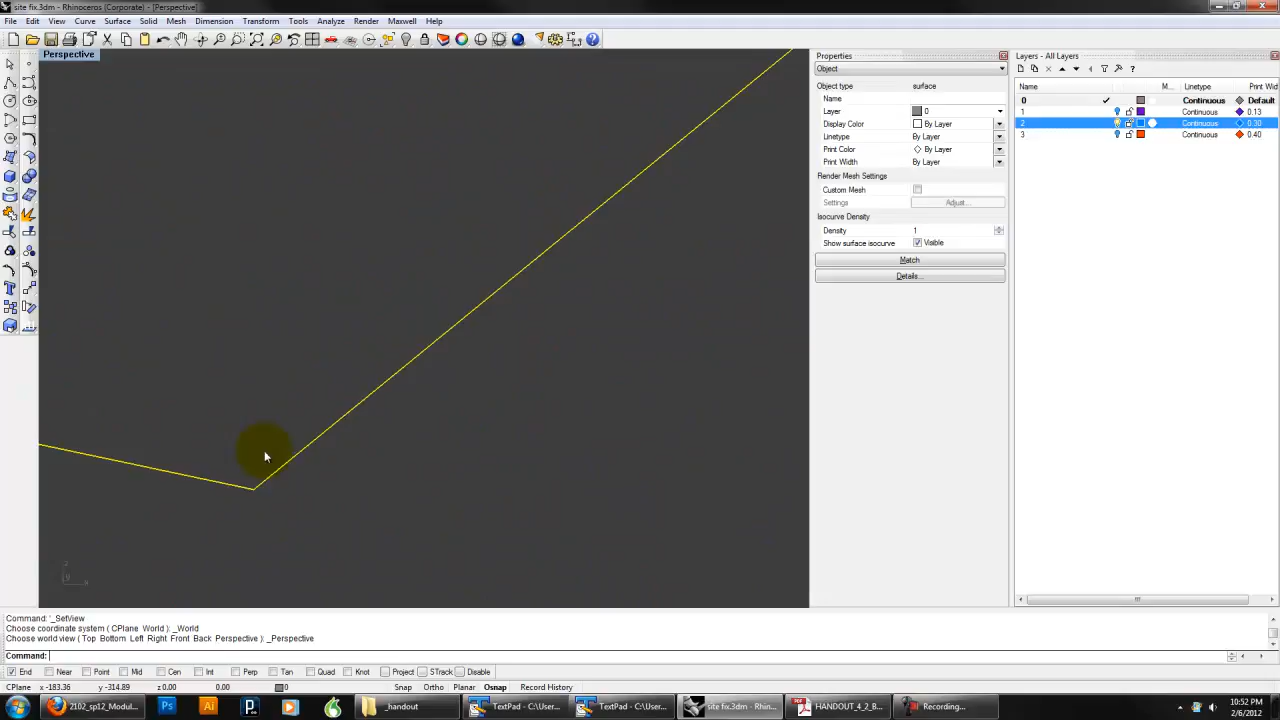 site fix.3dm - Rhinoceros (Corporate) - [Perspective]
File Edit View Curve Surface Solid Mesh Dimension Transform Tools Analyze Render Maxwell Help
Perspective
Properties
Object
Object type surface
Name
Layer 0
Display Color By Layer
Linetype By Layer
Print Color By Layer
Print Width By Layer
Render Mesh Settings
Custom Mesh
Settings Adjust...
Isocurve Density
Density 1
Show surface isocurve Visible
Match
Details...
Layers - All Layers
Name M... Linetype Print Wid
0 Continuous Default
1 Continuous 0.13
2 Continuous 0.30
3 Continuous 0.40
z
y x
Command: '_SetView
Choose coordinate system ( CPlane World ): _World
Choose world view ( Top Bottom Left Right Front Back Perspective ): _Perspective
Command:
End Near Point Mid Cen Int Perp Tan Quad Knot Project STrack Disable
CPlane x -183.36 y -314.89 z 0.00 0.00 0 Snap Ortho Planar Osnap Record History
2102_sp12_Modul... Ps Ai _handout TextPad - C:\User... TextPad - C:\Use... site fix.3dm - Rhin... HANDOUT_4_2_B... Recording...
10:52 PM
2/6/2012